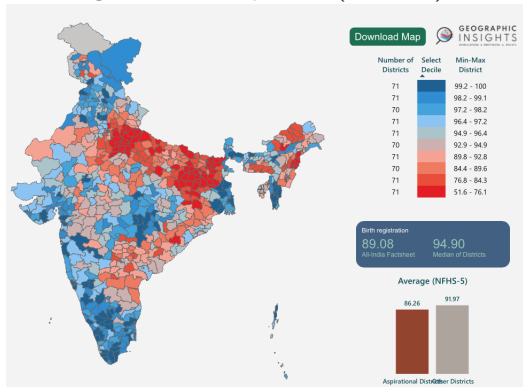 Download Map
GEOGRAPHIC
INSIGHTS
Number of Districts Select Decile Min-Max District
71 99.2 - 100
71 98.2 - 99.1
70 97.2 - 98.2
71 96.4 - 97.2
71 94.9 - 96.4
70 92.9 - 94.9
71 89.8 - 92.8
70 84.4 - 89.6
71 76.8 - 84.3
71 51.6 - 76.1
Birth registration
89.08 94.90
All-India Factsheet Median of Districts
Average (NFHS-5)
86.26 91.97
Aspirational Districts Other Districts